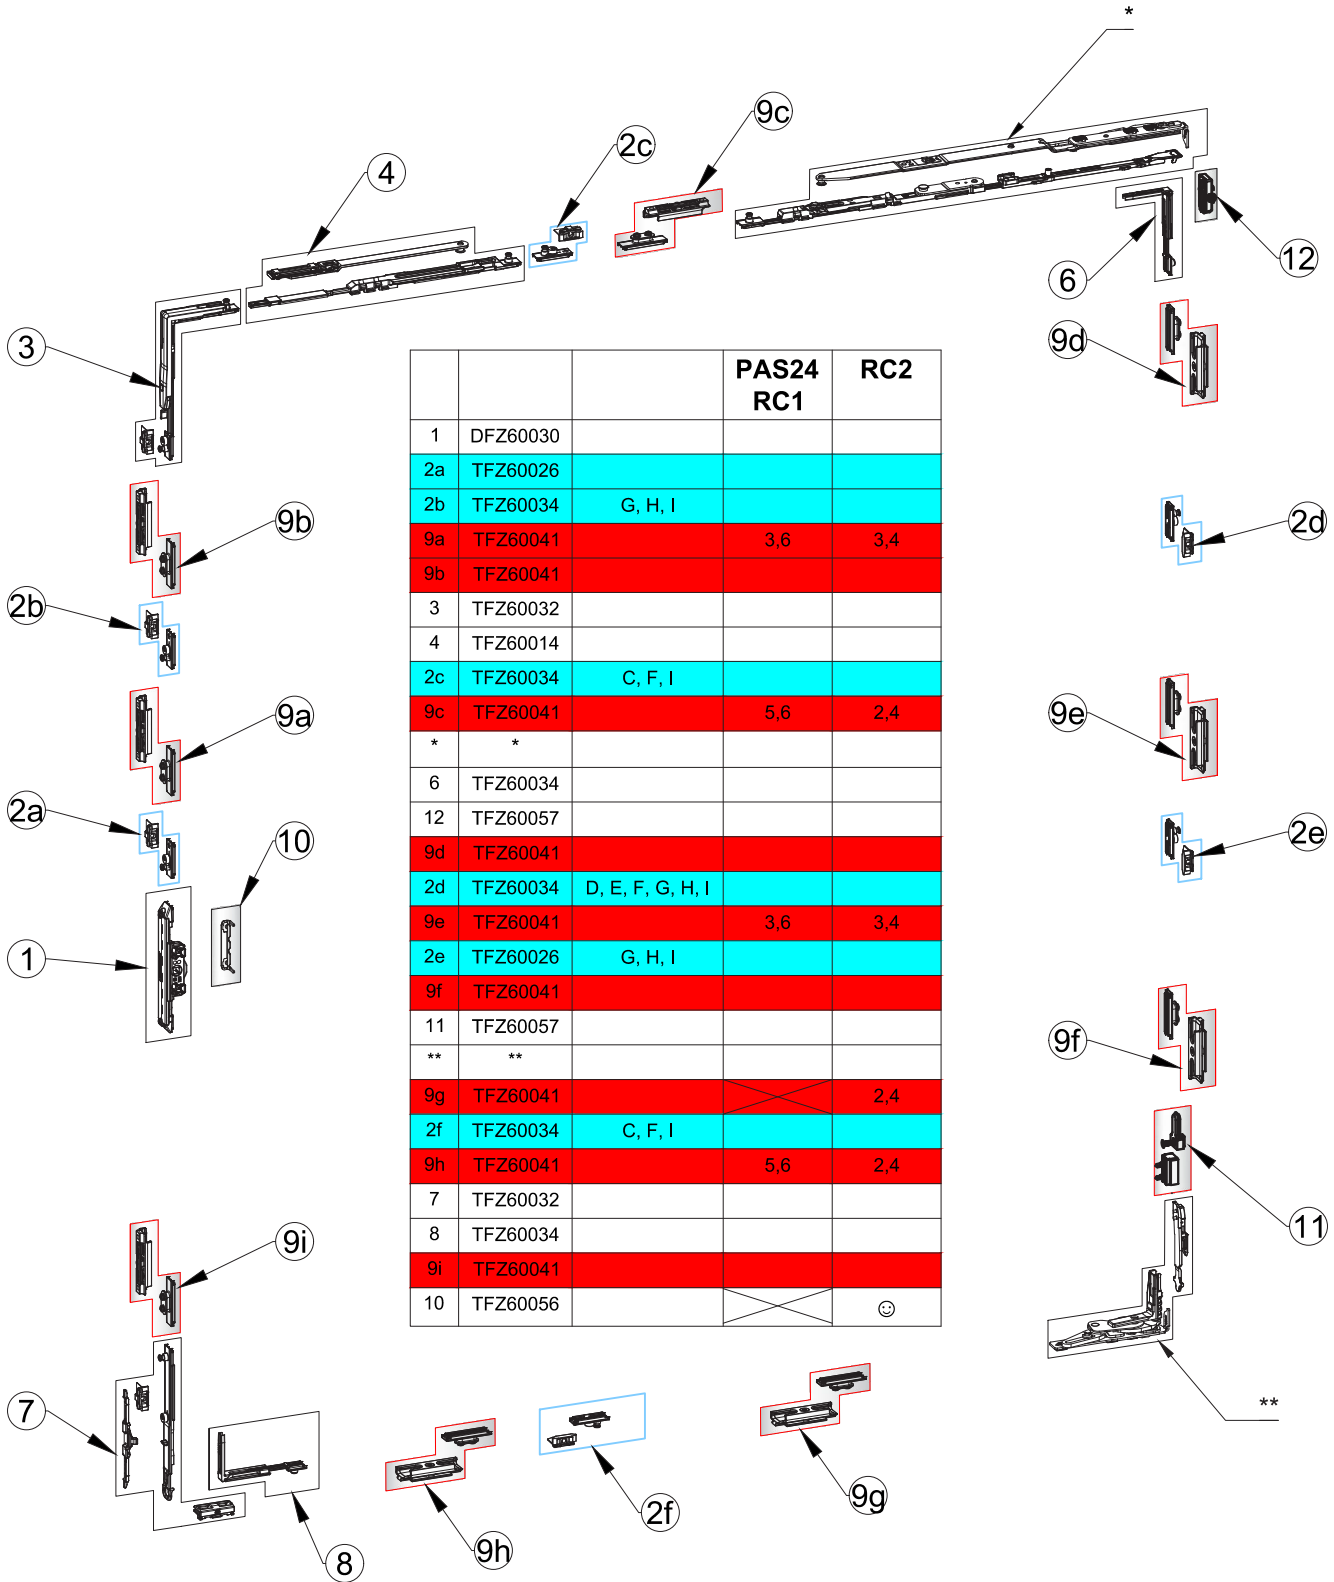 *
9c
2c
4
12
6
3
9d
PAS24 RC2
RC1
1 DFZ60030
2a TFZ60026
2b TFZ60034 G, H, I
9a TFZ60041 3,6 3,4
9b TFZ60041
3 TFZ60032
4 TFZ60014
2c TFZ60034 C, F, I
9c TFZ60041 5,6 2,4
* *
6 TFZ60034
12 TFZ60057
9d TFZ60041
2d TFZ60034 D, E, F, G, H, I
9e TFZ60041 3,6 3,4
2e TFZ60026 G, H, I
9f TFZ60041
11 TFZ60057
** **
9g TFZ60041 2,4
2f TFZ60034 C, F, I
9h TFZ60041 5,6 2,4
7 TFZ60032
8 TFZ60034
9i TFZ60041
10 TFZ60056 ☺
9b
2d
2b
9a
9e
2a
10
2e
1
9f
9i
11
7
**
8
9h
2f
9g